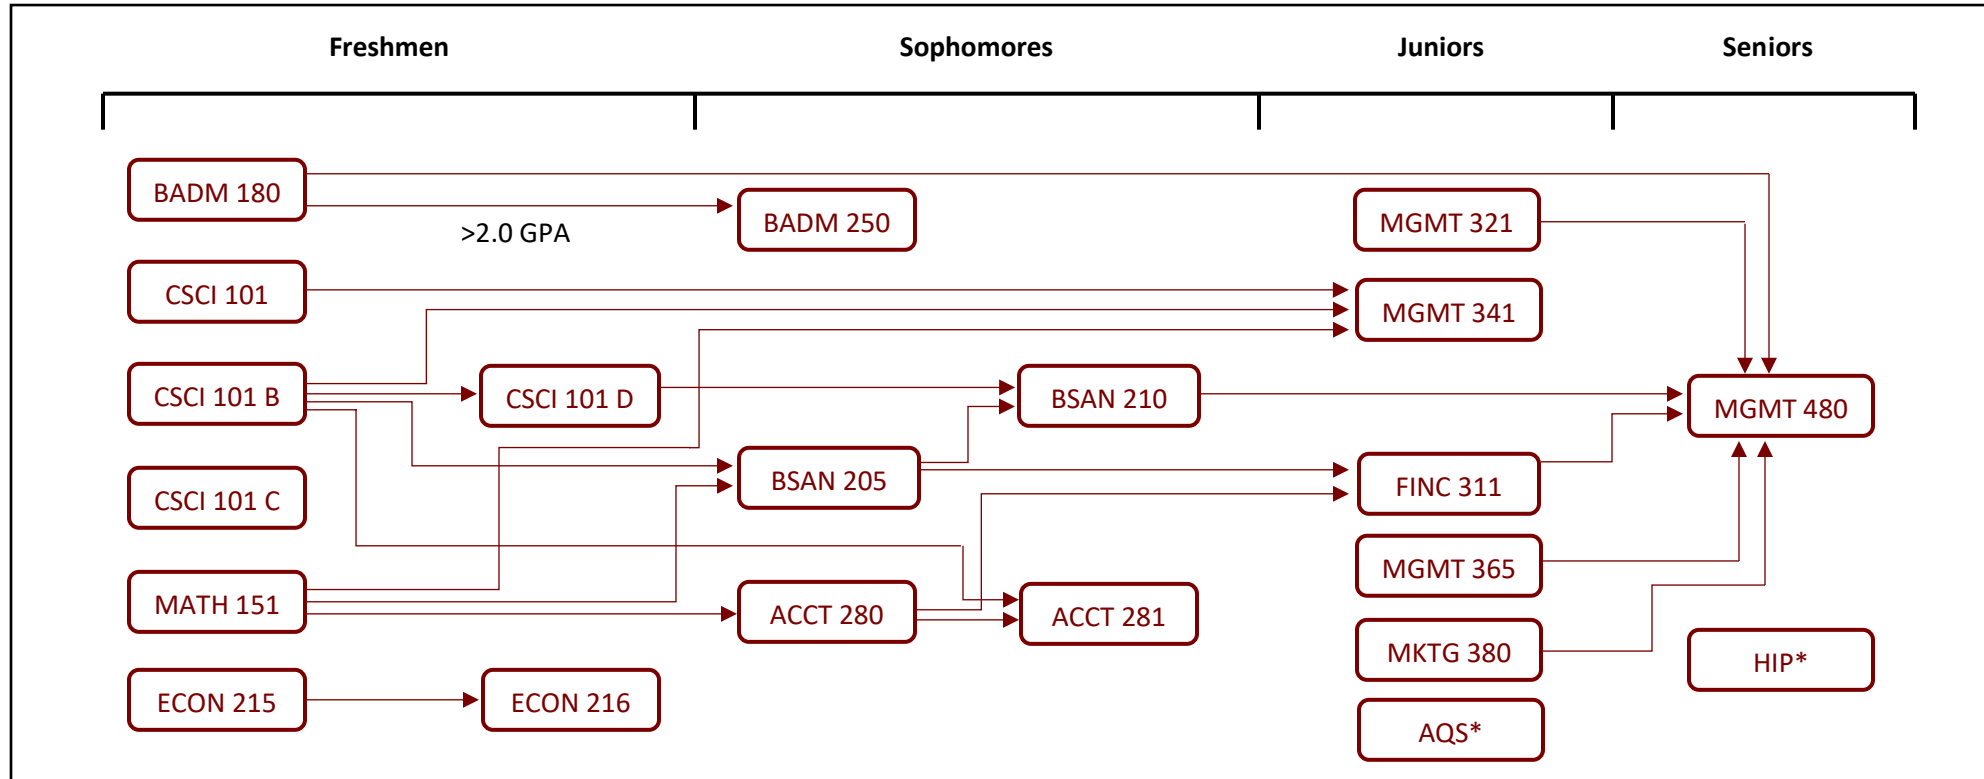 Freshmen
Sophomores
Juniors
Seniors
BADM 180
>2.0 GPA
BADM 250
MGMT 321
CSCI 101
MGMT 341
CSCI 101 B
CSCI 101 D
BSAN 210
MGMT 480
CSCI 101 C
BSAN 205
FINC 311
MGMT 365
MATH 151
ACCT 280
ACCT 281
MKTG 380
HIP*
ECON 215
ECON 216
AQS*